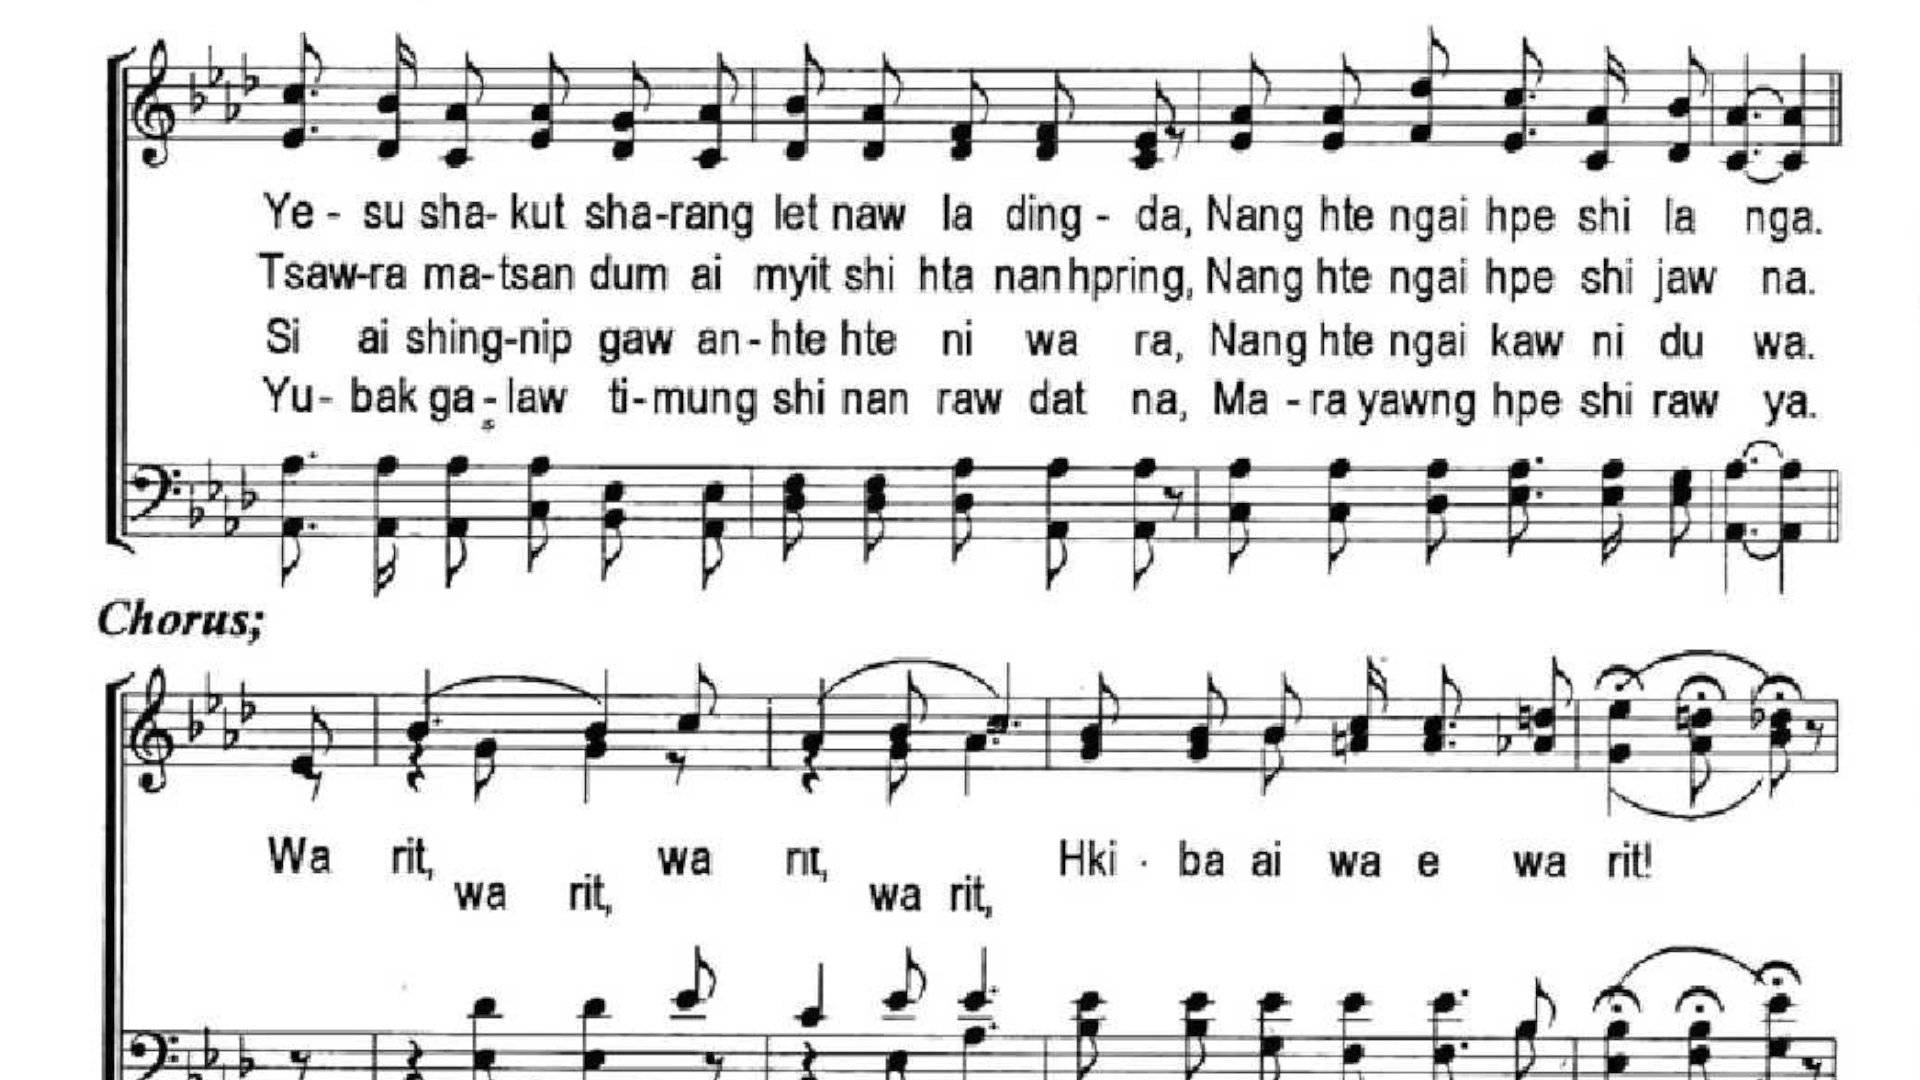 Ye - su sha- kut sha-rang let naw la ding - da, Nang hte ngai hpe shi la nga.
Tsaw-ra ma-tsan dum ai myit shi hta nan hpring, Nang hte ngai hpe shi jaw na.
Si ai shing-nip gaw an - hte hte ni wa ra, Nang hte ngai kaw ni du wa.
Yu- bak ga - law ti-mung shi nan raw dat na, Ma - ra yawng hpe shi raw ya.
Chorus;
Wa rit, wa rit, Hki · ba ai wa e wa rit!
wa rit, wa rit,